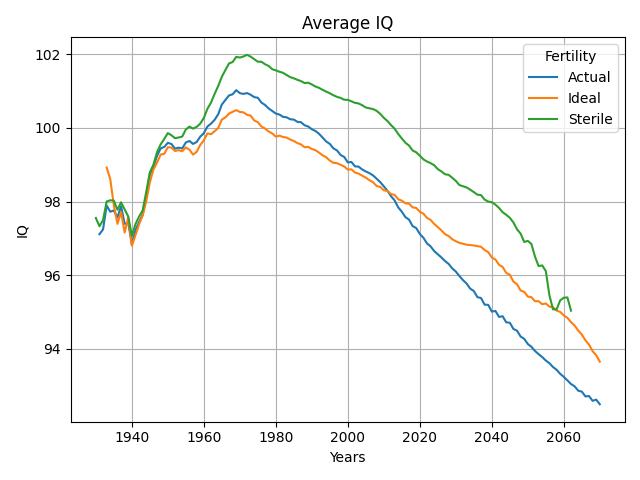 Average IQ
Fertility
Actual
Ideal
Sterile
IQ
102
100
98
96
94
1940
1960
1980
2000
2020
2040
2060
Years